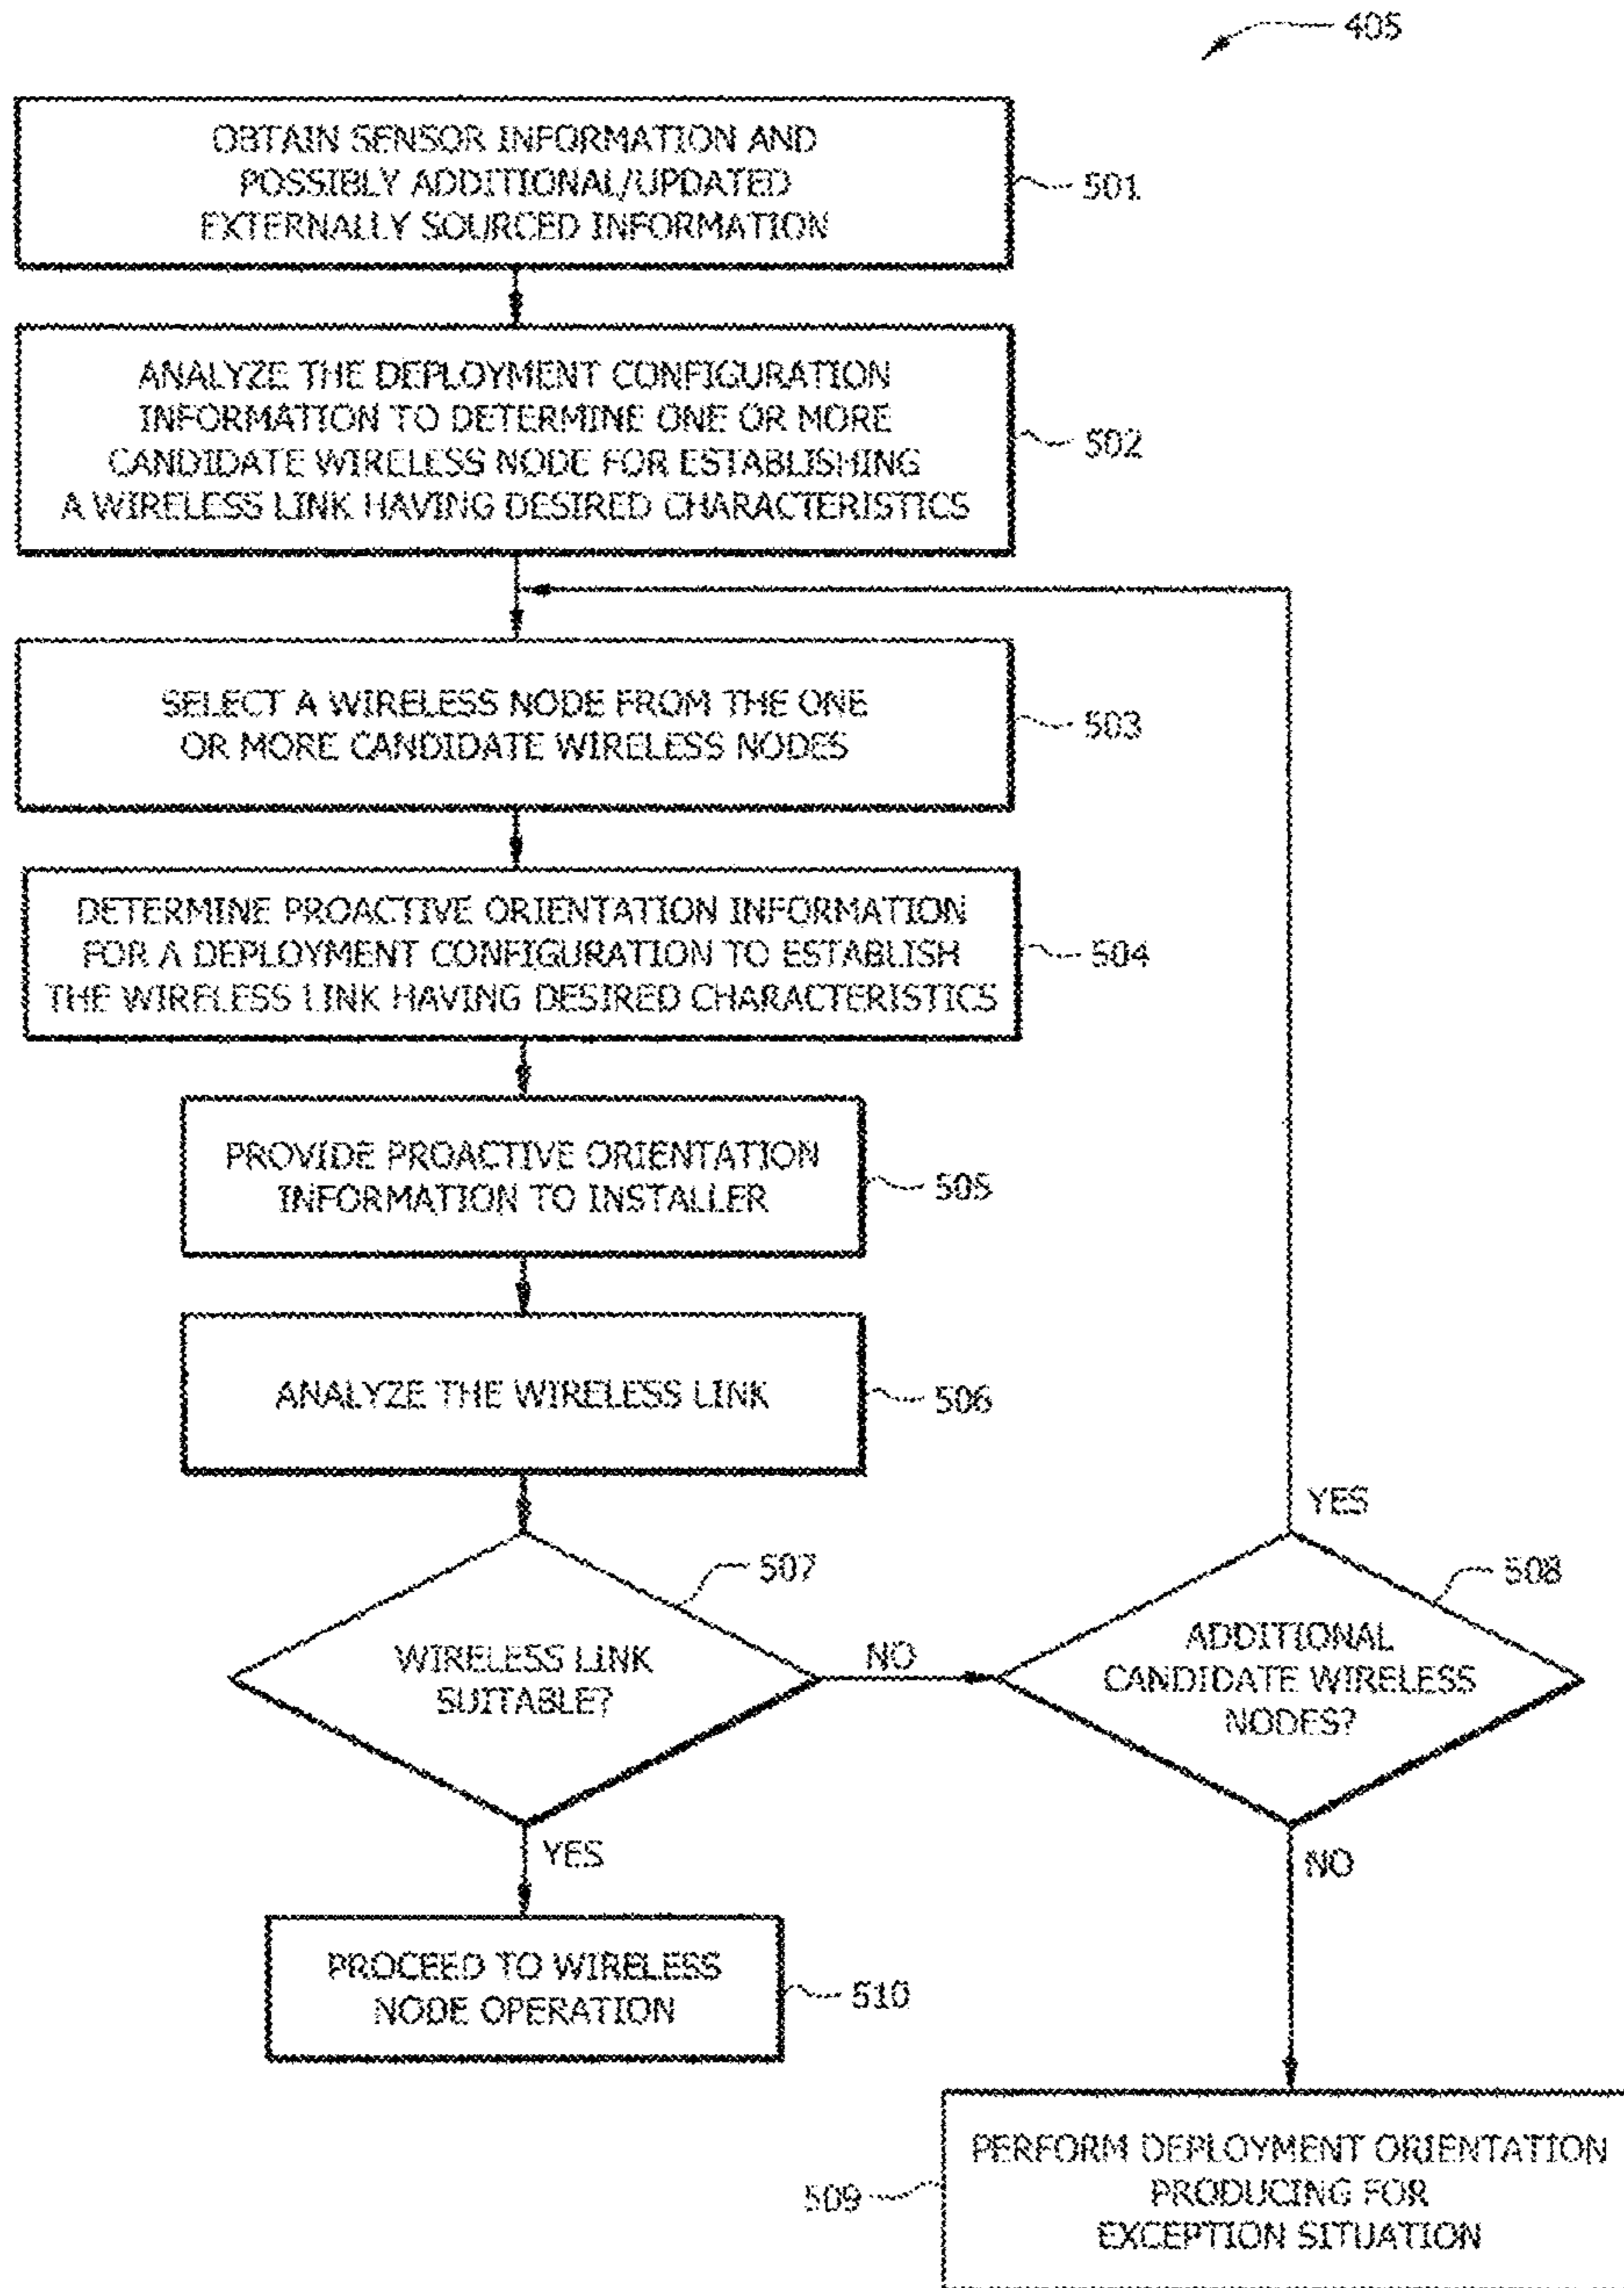 405
OBTAIN SENSOR INFORMATION AND
POSSIBLY ADDITIONAL/UPDATED
EXTERNALLY SOURCED INFORMATION
501
ANALYZE THE DEPLOYMENT CONFIGURATION
INFORMATION TO DETERMINE ONE OR MORE
CANDIDATE WIRELESS NODE FOR ESTABLISHING
A WIRELESS LINK HAVING DESIRED CHARACTERISTICS
502
SELECT A WIRELESS NODE FROM THE ONE
OR MORE CANDIDATE WIRELESS NODES
503
DETERMINE PROACTIVE ORIENTATION INFORMATION
FOR A DEPLOYMENT CONFIGURATION TO ESTABLISH
THE WIRELESS LINK HAVING DESIRED CHARACTERISTICS
504
PROVIDE PROACTIVE ORIENTATION
INFORMATION TO INSTALLER
505
ANALYZE THE WIRELESS LINK
506
WIRELESS LINK
SUITABLE?
507
NO
YES
ADDITIONAL
CANDIDATE WIRELESS
NODES?
508
YES
NO
PROCEED TO WIRELESS
NODE OPERATION
510
PERFORM DEPLOYMENT ORIENTATION
PRODUCING FOR
EXCEPTION SITUATION
509